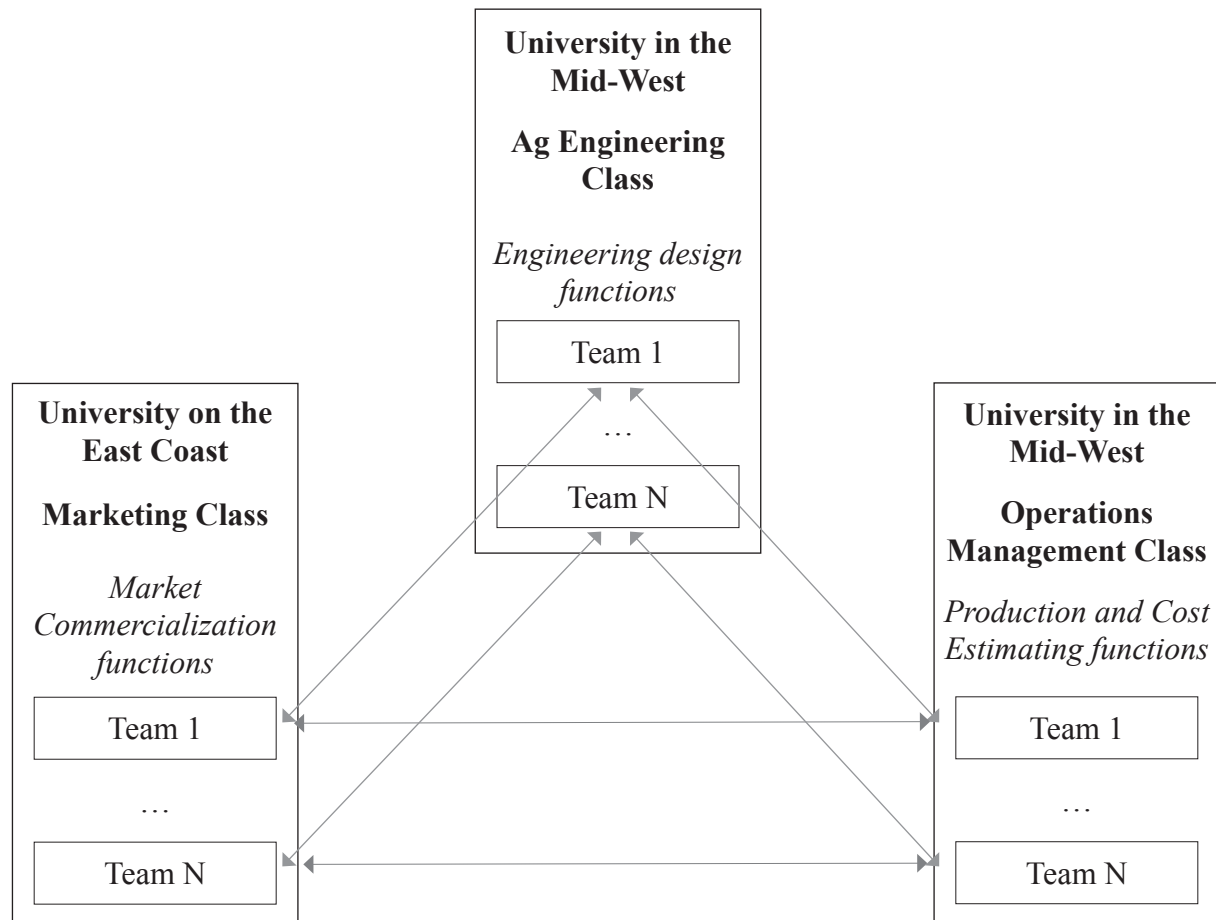 University in the
Mid-West
Ag Engineering
Class
Engineering design
functions
Team 1
…
Team N
University on the
East Coast
Marketing Class
Market
Commercialization
functions
Team 1
…
Team N
University in the
Mid-West
Operations
Management Class
Production and Cost
Estimating functions
Team 1
…
Team N